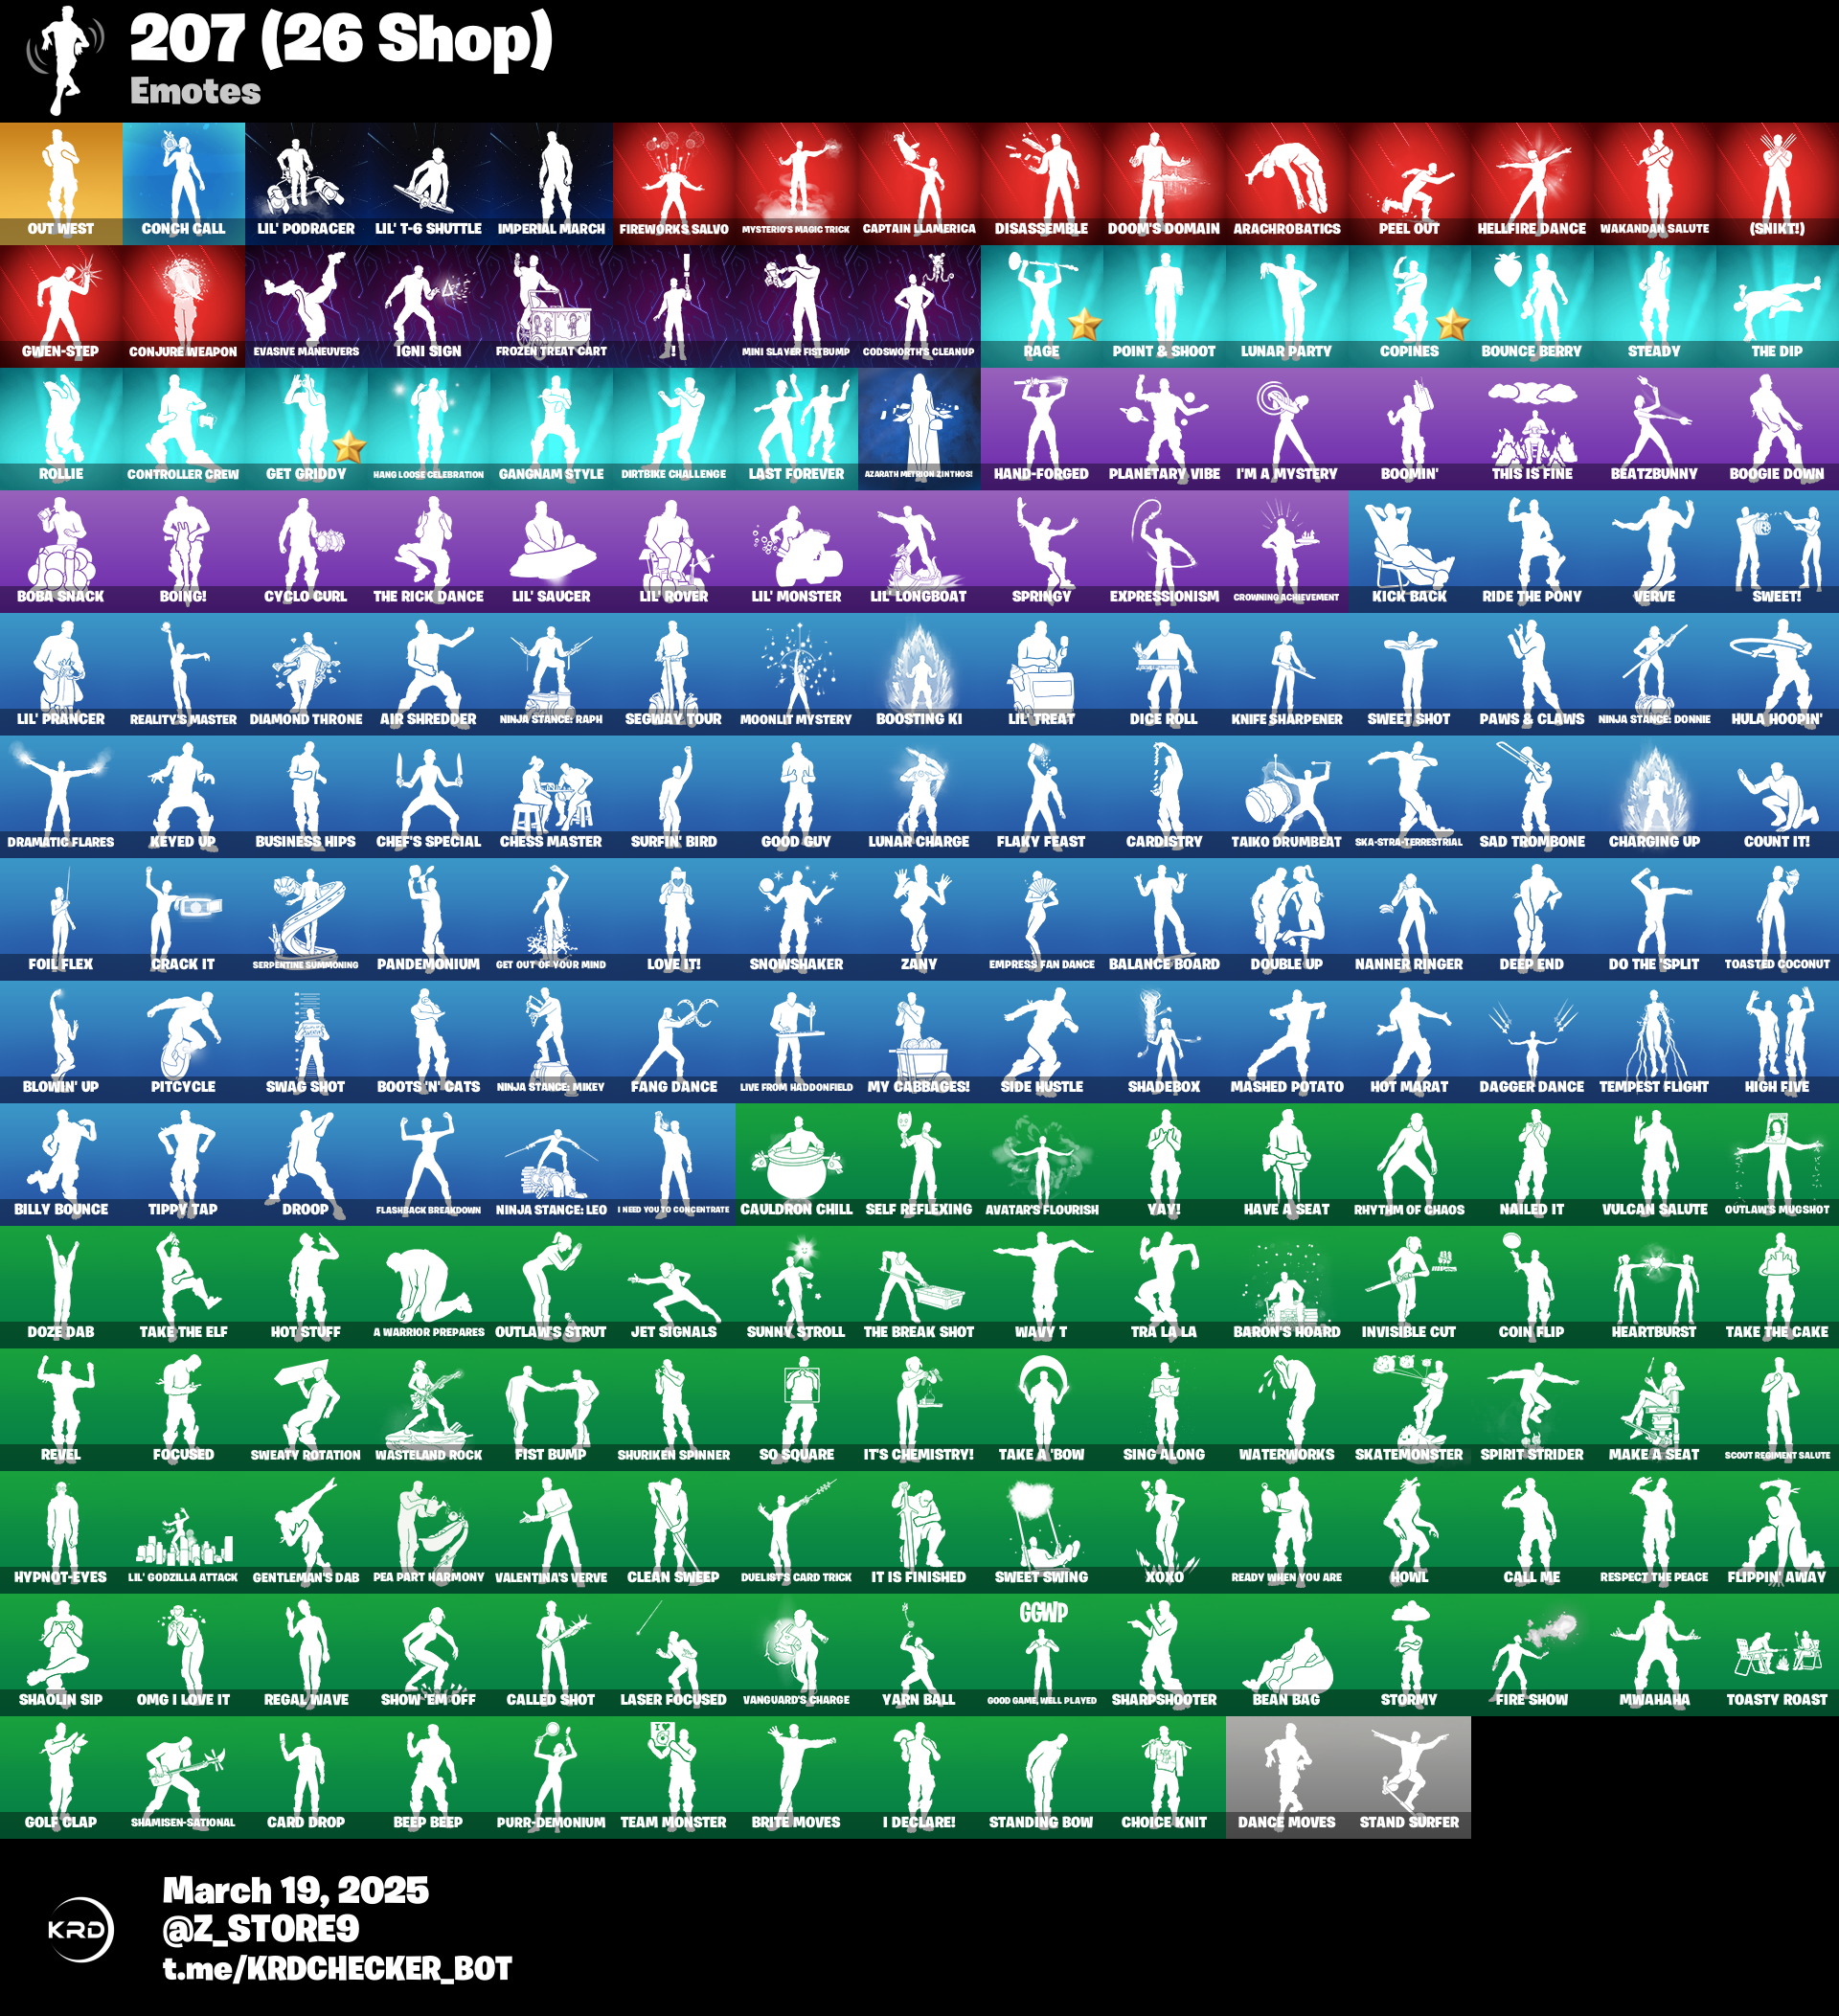 207 (26 Shop)
Emotes
OUT WEST
CONCH CALL
LIL' PODRACER
LIL' T-6 SHUTTLE
IMPERIAL MARCH
FIREWORKS SALVO
MYSTERIO'S MAGIC TRICK
CAPTAIN LLAMERICA
DISASSEMBLE
DOOM'S DOMAIN
ARACHROBATICS
PEEL OUT
HELLFIRE DANCE
WAKANDAN SALUTE
(SNIKT!)
GWEN-STEP
CONJURE WEAPON
EVASIVE MANEUVERS
IGNI SIGN
FROZEN TREAT CART
!
MINI SLAYER FISTBUMP
CODSWORTH'S CLEANUP
RAGE
POINT & SHOOT
LUNAR PARTY
COPINES
BOUNCE BERRY
STEADY
THE DIP
ROLLIE
CONTROLLER CREW
GET GRIDDY
HANG LOOSE CELEBRATION
GANGNAM STYLE
DIRTBIKE CHALLENGE
LAST FOREVER
AZARATH METRION ZINTHOS!
HAND-FORGED
PLANETARY VIBE
I'M A MYSTERY
BOOMIN'
THIS IS FINE
BEATZBUNNY
BOOGIE DOWN
BOBA SNACK
BOING!
CYCLO CURL
THE RICK DANCE
LIL' SAUCER
LIL' ROVER
LIL' MONSTER
LIL' LONGBOAT
SPRINGY
EXPRESSIONISM
CROWNING ACHIEVEMENT
KICK BACK
RIDE THE PONY
VERVE
SWEET!
LIL' PRANCER
REALITY'S MASTER
DIAMOND THRONE
AIR SHREDDER
NINJA STANCE: RAPH
SEGWAY TOUR
MOONLIT MYSTERY
BOOSTING KI
LIL' TREAT
DICE ROLL
KNIFE SHARPENER
SWEET SHOT
PAWS & CLAWS
NINJA STANCE: DONNIE
HULA HOOPIN'
DRAMATIC FLARES
KEYED UP
BUSINESS HIPS
CHEF'S SPECIAL
CHESS MASTER
SURFIN' BIRD
GOOD GUY
LUNAR CHARGE
FLAKY FEAST
CARDISTRY
TAIKO DRUMBEAT
SKA-STRA-TERRESTRIAL
SAD TROMBONE
CHARGING UP
COUNT IT!
FOIL FLEX
CRACK IT
SERPENTINE SUMMONING
PANDEMONIUM
GET OUT OF YOUR MIND
LOVE IT!
SNOWSHAKER
ZANY
EMPRESS FAN DANCE
BALANCE BOARD
DOUBLE UP
NANNER RINGER
DEEP END
DO THE 'SPLIT
TOASTED COCONUT
BLOWIN' UP
PITCYCLE
SWAG SHOT
BOOTS 'N' CATS
NINJA STANCE: MIKEY
FANG DANCE
LIVE FROM HADDONFIELD
MY CABBAGES!
SIDE HUSTLE
SHADEBOX
MASHED POTATO
HOT MARAT
DAGGER DANCE
TEMPEST FLIGHT
HIGH FIVE
BILLY BOUNCE
TIPPY TAP
DROOP
FLASHBACK BREAKDOWN
NINJA STANCE: LEO
I NEED YOU TO CONCENTRATE
CAULDRON CHILL
SELF REFLEXING
AVATAR'S FLOURISH
YAY!
HAVE A SEAT
RHYTHM OF CHAOS
NAILED IT
VULCAN SALUTE
OUTLAW'S MUGSHOT
DOZE DAB
TAKE THE ELF
HOT STUFF
A WARRIOR PREPARES
OUTLAW'S STRUT
JET SIGNALS
SUNNY STROLL
THE BREAK SHOT
WAVY T
TRA LA LA
BARON'S HOARD
INVISIBLE CUT
COIN FLIP
HEARTBURST
TAKE THE CAKE
REVEL
FOCUSED
SWEATY ROTATION
WASTELAND ROCK
FIST BUMP
SHURIKEN SPINNER
SO SQUARE
IT'S CHEMISTRY!
TAKE A 'BOW
SING ALONG
WATERWORKS
SKATEMONSTER
SPIRIT STRIDER
MAKE A SEAT
SCOUT REGIMENT SALUTE
HYPNOT-EYES
LIL' GODZILLA ATTACK
GENTLEMAN'S DAB
PEA PART HARMONY
VALENTINA'S VERVE
CLEAN SWEEP
DUELIST'S CARD TRICK
IT IS FINISHED
SWEET SWING
XOXO
READY WHEN YOU ARE
HOWL
CALL ME
RESPECT THE PEACE
FLIPPIN' AWAY
SHAOLIN SIP
OMG I LOVE IT
REGAL WAVE
SHOW 'EM OFF
CALLED SHOT
LASER FOCUSED
VANGUARD'S CHARGE
YARN BALL
GGWP
GOOD GAME, WELL PLAYED
SHARPSHOOTER
BEAN BAG
STORMY
FIRE SHOW
MWAHAHA
TOASTY ROAST
GOLF CLAP
SHAMISEN-SATIONAL
CARD DROP
BEEP BEEP
PURR-DEMONIUM
TEAM MONSTER
BRITE MOVES
I DECLARE!
STANDING BOW
CHOICE KNIT
DANCE MOVES
STAND SURFER
KRD
March 19, 2025
@Z_STORE9
t.me/KRDCHECKER_BOT